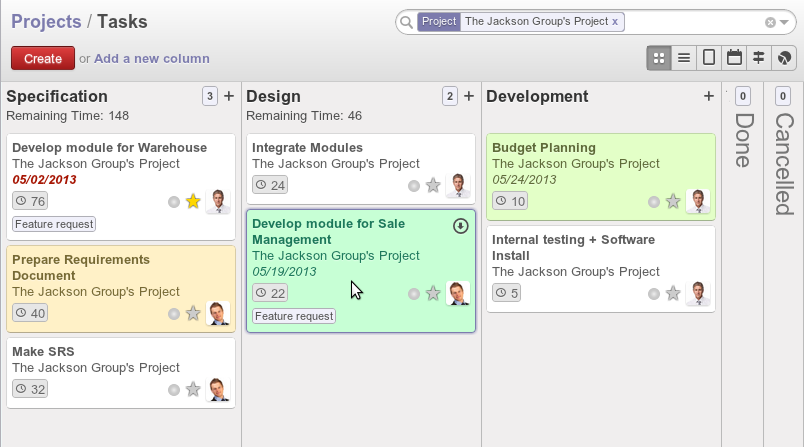 Projects / Tasks
Project The Jackson Group's Project x
Create or Add a new column
Specification 3 +
Remaining Time: 148
Develop module for Warehouse
The Jackson Group's Project
05/02/2013
76
Feature request
Prepare Requirements
Document
The Jackson Group's Project
40
Make SRS
The Jackson Group's Project
32
Design 2 +
Remaining Time: 46
Integrate Modules
The Jackson Group's Project
24
Develop module for Sale
Management
The Jackson Group's Project
05/19/2013
22
Feature request
Development +
Budget Planning
The Jackson Group's Project
05/24/2013
10
Internal testing + Software
Install
The Jackson Group's Project
5
0
Done
0
Cancelled